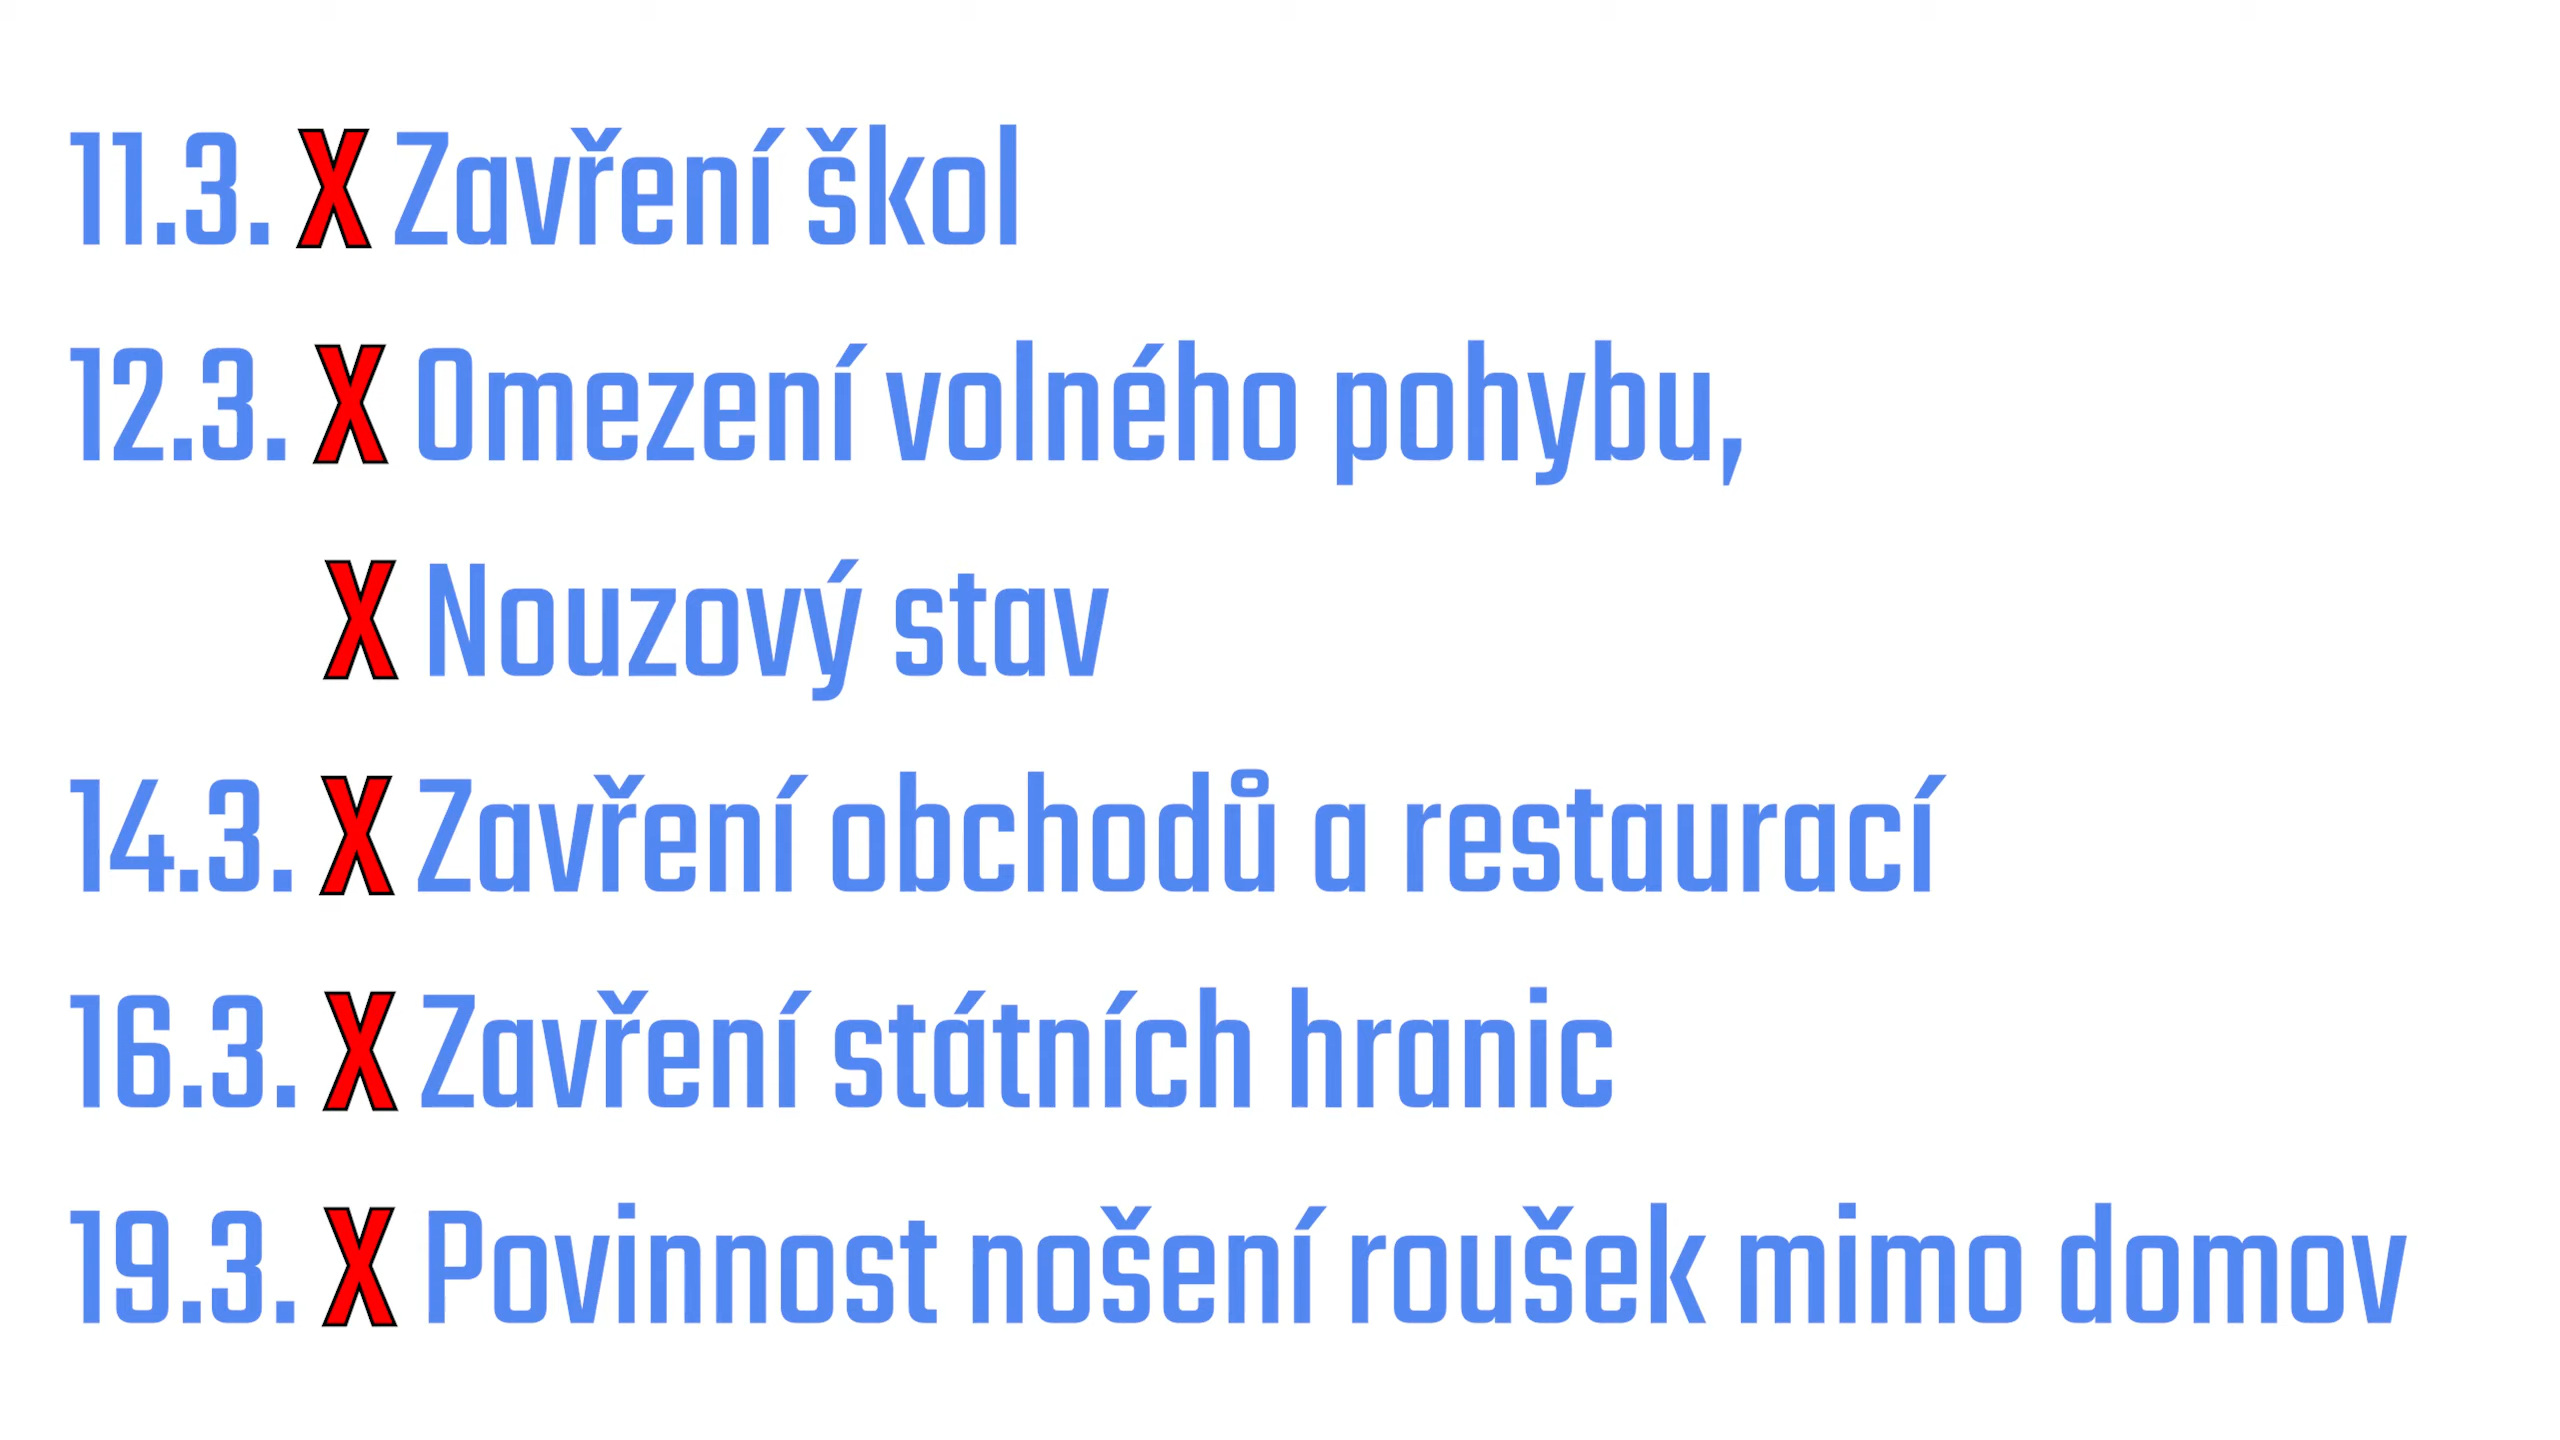 11.3. X Zavření škol
12.3. X Omezení volného pohybu,
X Nouzový stav
14.3. X Zavření obchodů a restaurací
16.3. X Zavření státních hranic
19.3. X Povinnost nošení roušek mimo domov